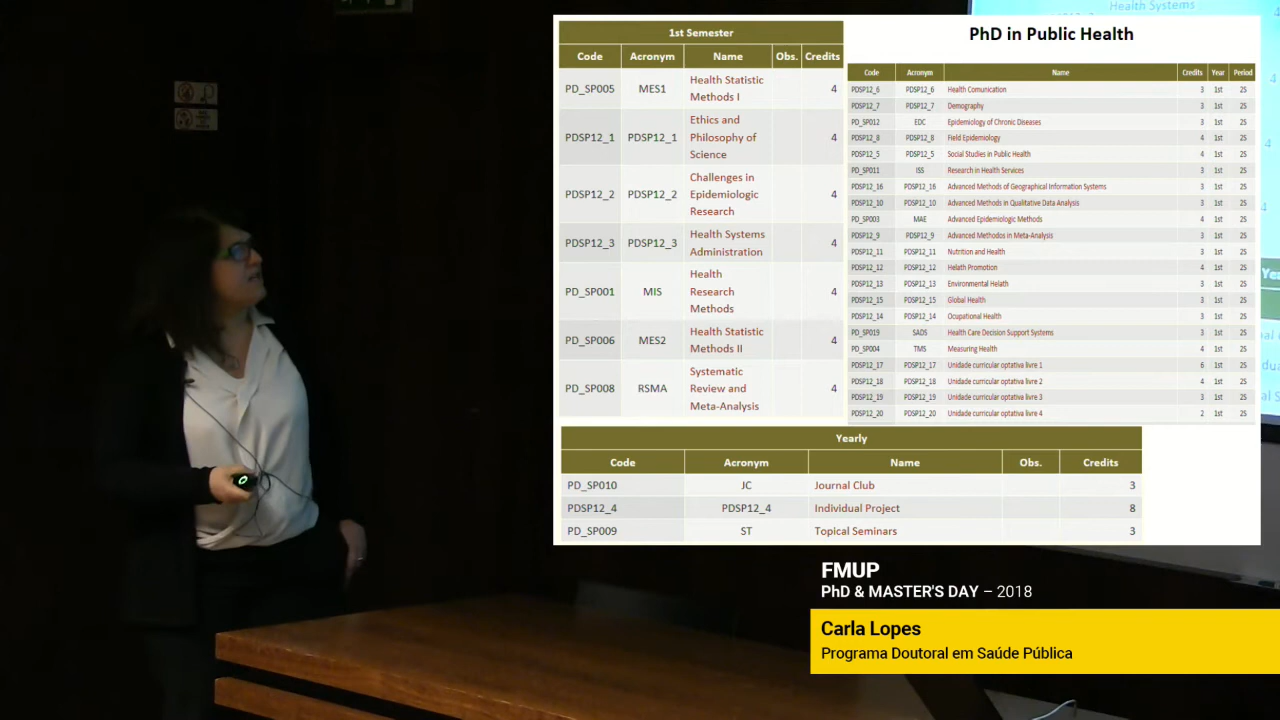 1st Semester
Code Acronym Name Obs. Credits
PD_SP005 MES1 Health Statistic Methods I 4
PDSP12_1 PDSP12_1 Ethics and Philosophy of Science 4
PDSP12_2 PDSP12_2 Challenges in Epidemiologic Research 4
PDSP12_3 PDSP12_3 Health Systems Administration 4
PD_SP001 MIS Health Research Methods 4
PD_SP006 MES2 Health Statistic Methods II 4
PD_SP008 RSMA Systematic Review and Meta-Analysis 4
PhD in Public Health
Code Acronym Name Credits Year Period
PDSP12_6 PDSP12_6 Health Comunication 3 1st 2S
PDSP12_7 PDSP12_7 Demography 3 1st 2S
PD_SP012 EDC Epidemiology of Chronic Diseases 3 1st 2S
PDSP12_8 PDSP12_8 Field Epidemiology 4 1st 2S
PDSP12_5 PDSP12_5 Social Studies in Public Health 4 1st 2S
PD_SP011 ISS Research in Health Services 3 1st 2S
PDSP12_16 PDSP12_16 Advanced Methods of Geographical Information Systems 3 1st 2S
PDSP12_10 PDSP12_10 Advanced Methods in Qualitative Data Analysis 3 1st 2S
PD_SP003 MAE Advanced Epidemiologic Methods 4 1st 2S
PDSP12_9 PDSP12_9 Advanced Methodos in Meta-Analysis 3 1st 2S
PDSP12_11 PDSP12_11 Nutrition and Health 3 1st 2S
PDSP12_12 PDSP12_12 Helath Promotion 4 1st 2S
PDSP12_13 PDSP12_13 Environmental Helath 3 1st 2S
PDSP12_15 PDSP12_15 Global Health 3 1st 2S
PDSP12_14 PDSP12_14 Ocupational Health 3 1st 2S
PD_SP019 SADS Health Care Decision Support Systems 3 1st 2S
PD_SP004 TMS Measuring Health 4 1st 2S
PDSP12_17 PDSP12_17 Unidade curricular optativa livre 1 6 1st 2S
PDSP12_18 PDSP12_18 Unidade curricular optativa livre 2 4 1st 2S
PDSP12_19 PDSP12_19 Unidade curricular optativa livre 3 3 1st 2S
PDSP12_20 PDSP12_20 Unidade curricular optativa livre 4 2 1st 2S
Yearly
Code Acronym Name Obs. Credits
PD_SP010 JC Journal Club 3
PDSP12_4 PDSP12_4 Individual Project 8
PD_SP009 ST Topical Seminars 3
Health Systems
FMUP
PhD & MASTER'S DAY – 2018
Carla Lopes
Programa Doutoral em Saúde Pública